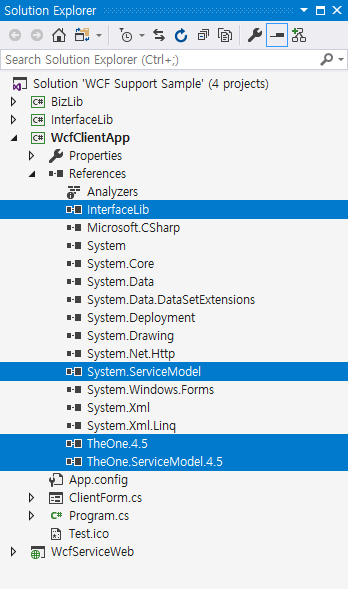 Solution Explorer
Search Solution Explorer (Ctrl+;)
Solution 'WCF Support Sample' (4 projects)
BizLib
InterfaceLib
WcfClientApp
Properties
References
Analyzers
InterfaceLib
Microsoft.CSharp
System
System.Core
System.Data
System.Data.DataSetExtensions
System.Deployment
System.Drawing
System.Net.Http
System.ServiceModel
System.Windows.Forms
System.Xml
System.Xml.Linq
TheOne.4.5
TheOne.ServiceModel.4.5
App.config
ClientForm.cs
C# Program.cs
Test.ico
WcfServiceWeb